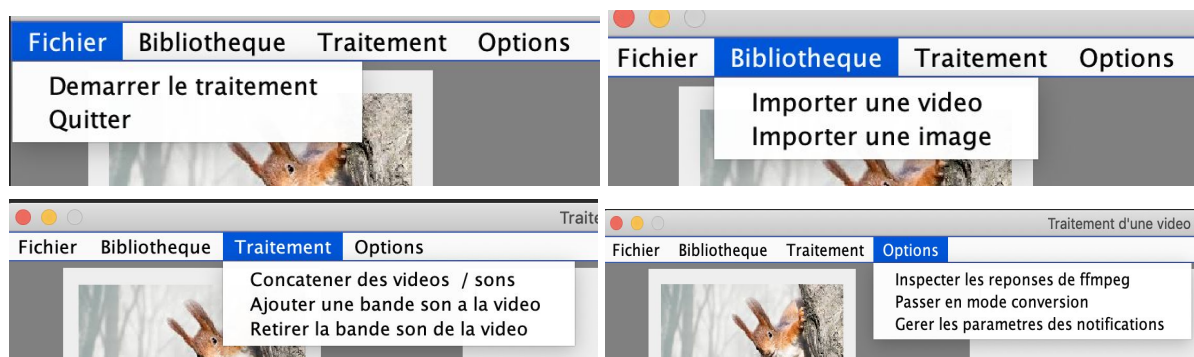 Fichier Bibliotheque Traitement Options
Demarrer le traitement
Quitter
Fichier Bibliotheque Traitement Options
Importer une video
Importer une image
Traite
Fichier Bibliotheque Traitement Options
Concatener des videos / sons
Ajouter une bande son a la video
Retirer la bande son de la video
Traitement d'une video
Fichier Bibliotheque Traitement Options
Inspecter les reponses de ffmpeg
Passer en mode conversion
Gerer les parametres des notifications